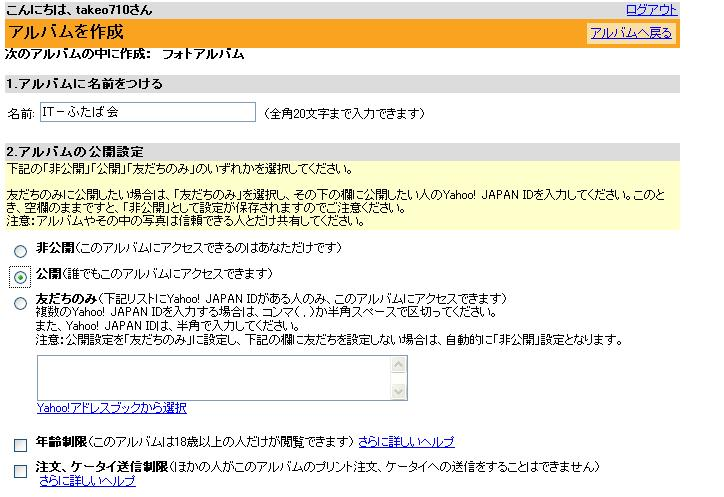 こんにちは、takeo710さん ログアウト
アルバムを作成 アルバムへ戻る
次のアルバムの中に作成: フォトアルバム
1.アルバムに名前をつける
名前: IT－ふたば会 (全角20文字まで入力できます)
2.アルバムの公開設定
下記の「非公開」「公開」「友だちのみ」のいずれかを選択してください。
友だちのみに公開したい場合は、「友だちのみ」を選択し、その下の欄に公開したい人のYahoo! JAPAN IDを入力してください。このと
き、空欄のままですと、「非公開」として設定が保存されますのでご注意ください。
注意:アルバムやその中の写真は信頼できる人とだけ共有してください。
非公開(このアルバムにアクセスできるのはあなただけです)
公開(誰でもこのアルバムにアクセスできます)
友だちのみ(下記リストにYahoo! JAPAN IDがある人のみ、このアルバムにアクセスできます)
複数のYahoo! JAPAN IDを入力する場合は、コンマ(,)か半角スペースで区切ってください。
また、Yahoo! JAPAN IDは、半角で入力してください。
注意:公開設定を「友だちのみ」に設定し、下記の欄に友だちを設定しない場合は、自動的に「非公開」設定となります。
Yahoo!アドレスブックから選択
年齢制限(このアルバムは18歳以上の人だけが閲覧できます) さらに詳しいヘルプ
注文、ケータイ送信制限(ほかの人がこのアルバムのプリント注文、ケータイへの送信をすることはできません)
さらに詳しいヘルプ